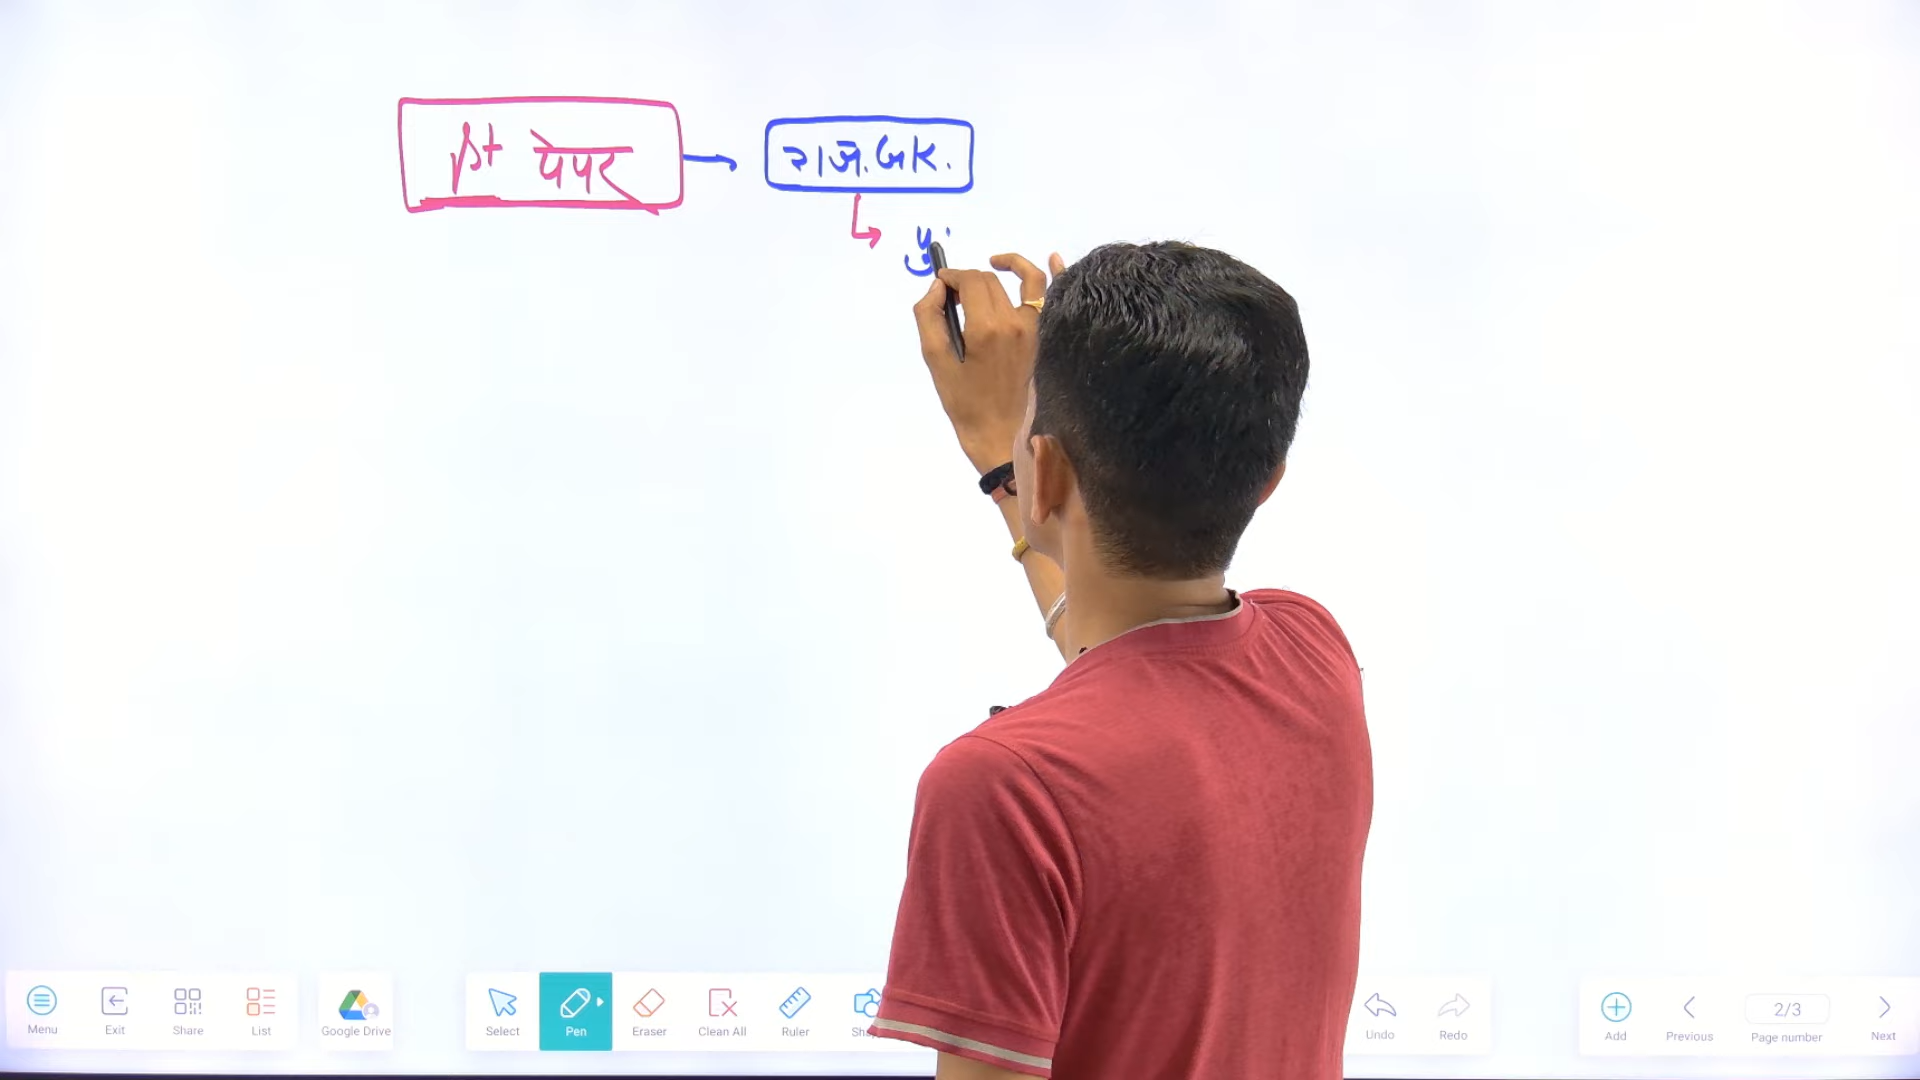 1st पेपर
राज. GK.
Menu
Exit
Share
List
Google Drive
Select
Pen
Eraser
Clean All
Ruler
Undo
Redo
Add
Previous
2/3
Page number
Next